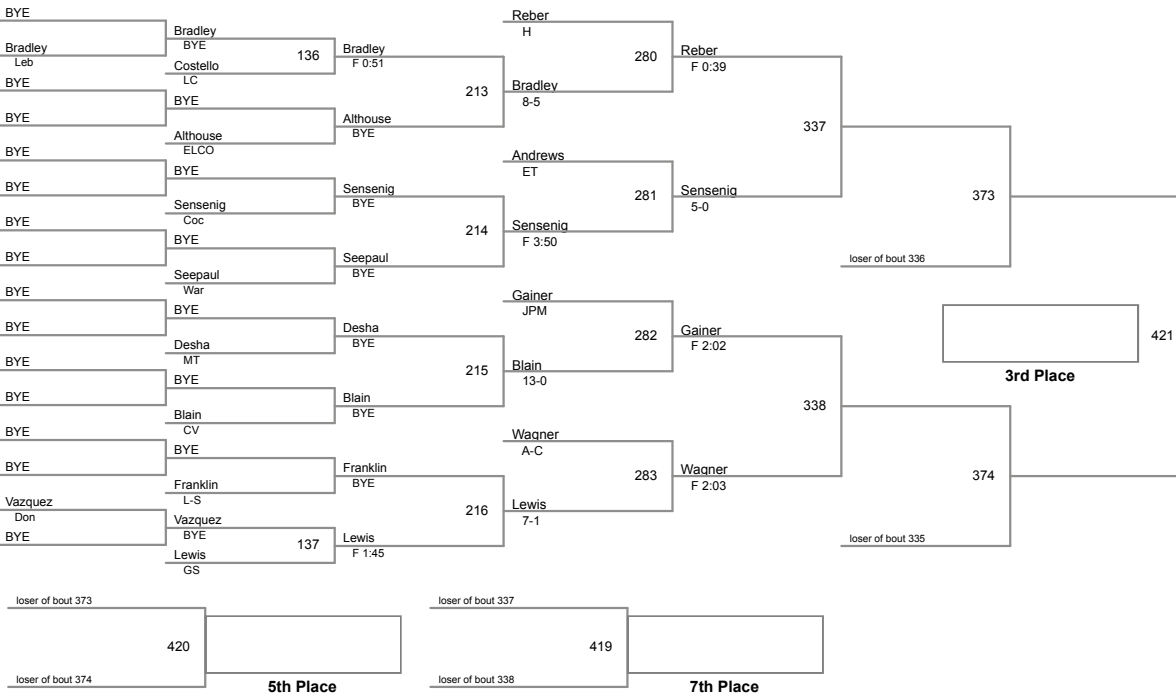 BYE
Bradley
Leb
BYE
BYE
BYE
BYE
BYE
BYE
BYE
BYE
BYE
BYE
BYE
BYE
Vazquez
Don
BYE
Bradley
BYE
136
Costello
LC
BYE
Althouse
ELCO
BYE
Sensenig
Coc
BYE
Seepaul
War
BYE
Desha
MT
BYE
Blain
CV
BYE
Franklin
L-S
Vazquez
BYE
137
Lewis
GS
Bradley
F 0:51
213
Althouse
BYE
Sensenig
BYE
214
Seepaul
BYE
Desha
BYE
215
Blain
BYE
Franklin
BYE
216
Lewis
F 1:45
Reber
H
280
Bradley
8-5
Andrews
ET
281
Sensenig
F 3:50
Gainer
JPM
282
Blain
13-0
Wagner
A-C
283
Lewis
7-1
Reber
F 0:39
337
Sensenig
5-0
Gainer
F 2:02
338
Wagner
F 2:03
373
loser of bout 336
421
3rd Place
374
loser of bout 335
loser of bout 373
420
loser of bout 374
5th Place
loser of bout 337
419
loser of bout 338
7th Place